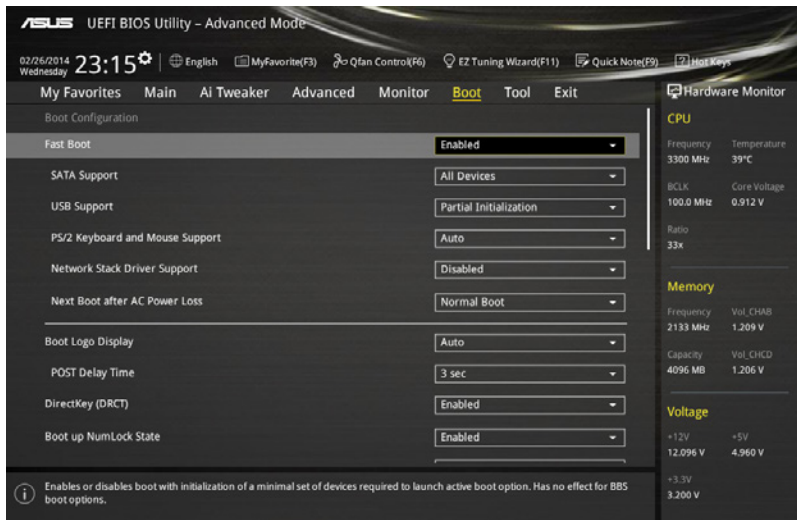 ASUS UEFI BIOS Utility – Advanced Mode
02/26/2014 Wednesday 23:15 English MyFavorite(F3) Qfan Control(F6) EZ Tuning Wizard(F11) Quick Note(F9) ? Hot Keys
My Favorites Main Ai Tweaker Advanced Monitor Boot Tool Exit
Boot Configuration
Fast Boot Enabled
SATA Support All Devices
USB Support Partial Initialization
PS/2 Keyboard and Mouse Support Auto
Network Stack Driver Support Disabled
Next Boot after AC Power Loss Normal Boot
Boot Logo Display Auto
POST Delay Time 3 sec
DirectKey (DRCT) Enabled
Boot up NumLock State Enabled
Enables or disables boot with initialization of a minimal set of devices required to launch active boot option. Has no effect for BBS
boot options.
Hardware Monitor
CPU
Frequency Temperature
3300 MHz 39°C
BCLK Core Voltage
100.0 MHz 0.912 V
Ratio
33x
Memory
Frequency Vol_CHAB
2133 MHz 1.209 V
Capacity Vol_CHCD
4096 MB 1.206 V
Voltage
+12V +5V
12.096 V 4.960 V
+3.3V
3.200 V